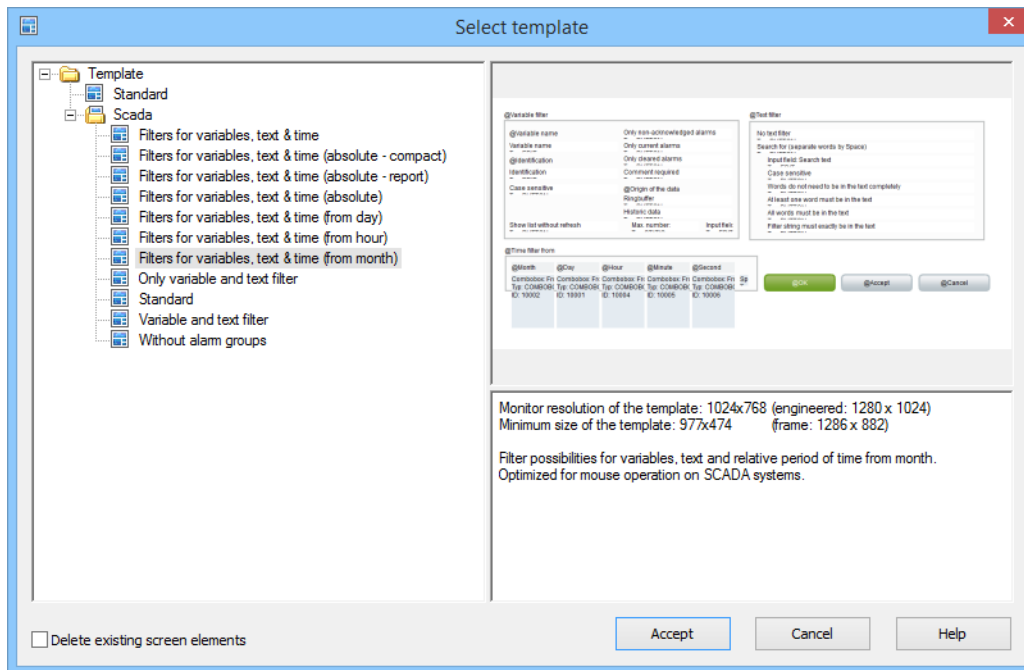 Select template
Template
Standard
Scada
Filters for variables, text & time
Filters for variables, text & time (absolute - compact)
Filters for variables, text & time (absolute - report)
Filters for variables, text & time (absolute)
Filters for variables, text & time (from day)
Filters for variables, text & time (from hour)
Filters for variables, text & time (from month)
Only variable and text filter
Standard
Variable and text filter
Without alarm groups
@Variable filter
@Variable name
Variable name
@Identification
Identification
Case sensitive
Show list without refresh
Only non-acknowledged alarms
Only current alarms
Only cleared alarms
Comment required
@Origin of the data
Ringbuffer
Historic data
Max. number:
@Text filter
No text filter
Search for (separate words by Space)
Input field: Search text
Case sensitive
Words do not need to be in the text completely
At least one word must be in the text
All words must be in the text
Filter string must exactly be in the text
@Time filter from
@Month @Day @Hour @Minute @Second
ID: 10002 ID: 10001 ID: 10004 ID: 10005 ID: 10006
@OK @Accept @Cancel
Monitor resolution of the template: 1024x768 (engineered: 1280 x 1024)
Minimum size of the template: 977x474 (frame: 1286 x 882)
Filter possibilities for variables, text and relative period of time from month.
Optimized for mouse operation on SCADA systems.
Delete existing screen elements
Accept Cancel Help